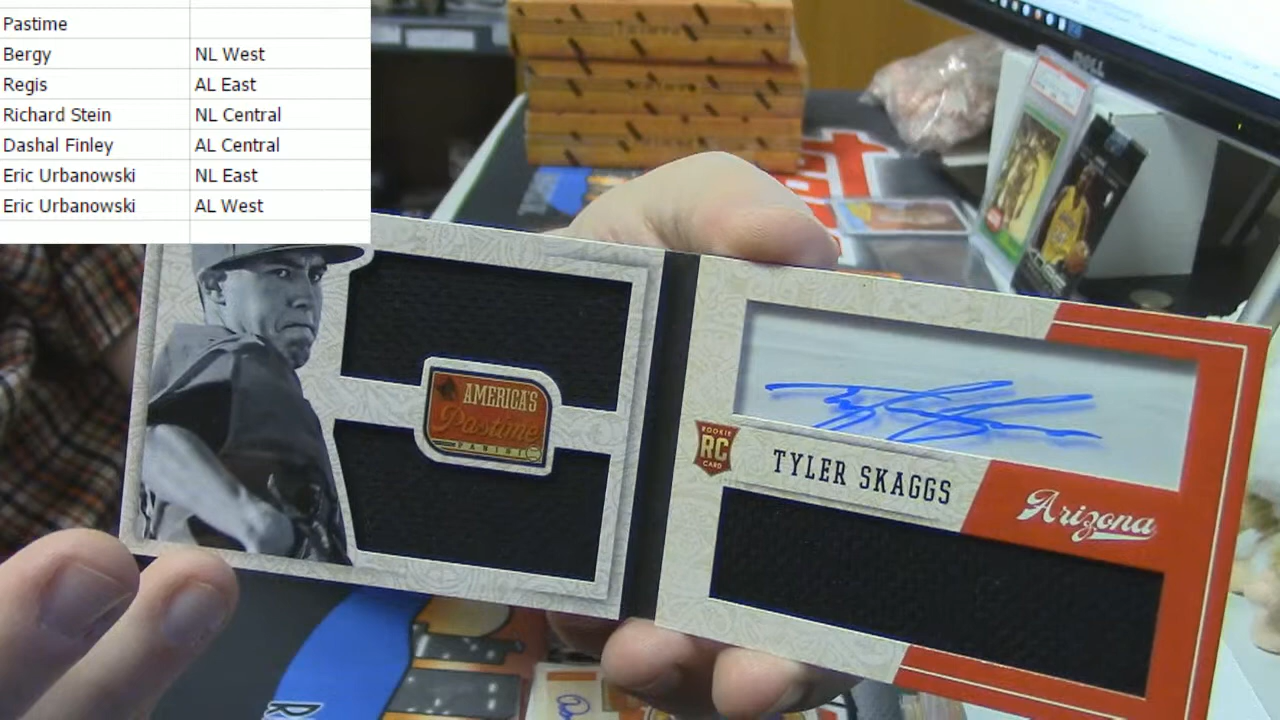 Pastime
Bergy NL West
Regis AL East
Richard Stein NL Central
Dashal Finley AL Central
Eric Urbanowski NL East
Eric Urbanowski AL West
DELL
AMERICA'S
Pastime
PANINI
ROOKIE
RC
CARD
TYLER SKAGGS
Arizona